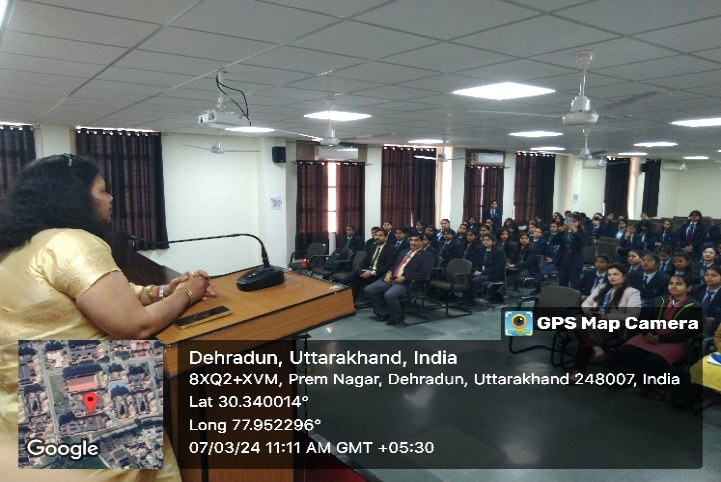 GPS Map Camera
Dehradun, Uttarakhand, India
8XQ2+XVM, Prem Nagar, Dehradun, Uttarakhand 248007, India
Lat 30.340014°
Long 77.952296°
07/03/24 11:11 AM GMT +05:30
Google